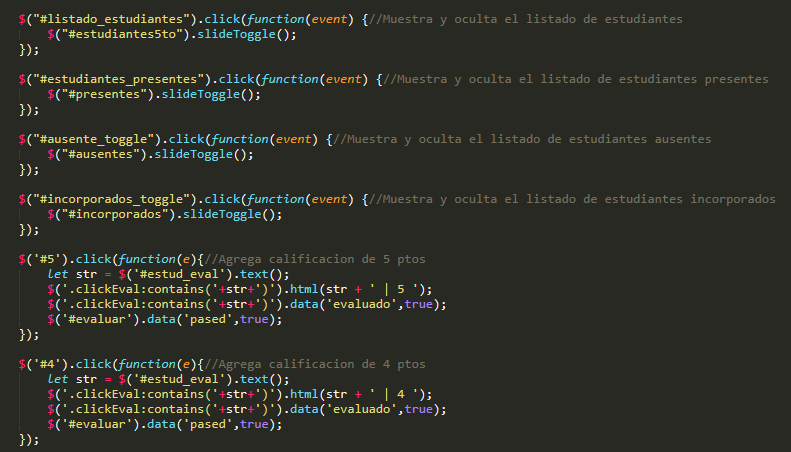 $("#listado_estudiantes").click(function(event) {//Muestra y oculta el listado de estudiantes
    $("#estudiantes5to").slideToggle();
});
$("#estudiantes_presentes").click(function(event) {//Muestra y oculta el listado de estudiantes presentes
    $("#presentes").slideToggle();
});
$("#ausente_toggle").click(function(event) {//Muestra y oculta el listado de estudiantes ausentes
    $("#ausentes").slideToggle();
});
$("#incorporados_toggle").click(function(event) {//Muestra y oculta el listado de estudiantes incorporados
    $("#incorporados").slideToggle();
});
$('#5').click(function(e){//Agrega calificacion de 5 ptos
    let str = $('#estud_eval').text();
    $('.clickEval:contains('+str+')').html(str + ' | 5 ');
    $('.clickEval:contains('+str+')').data('evaluado',true);
    $('#evaluar').data('pased',true);
});
$('#4').click(function(e){//Agrega calificacion de 4 ptos
    let str = $('#estud_eval').text();
    $('.clickEval:contains('+str+')').html(str + ' | 4 ');
    $('.clickEval:contains('+str+')').data('evaluado',true);
    $('#evaluar').data('pased',true);
});